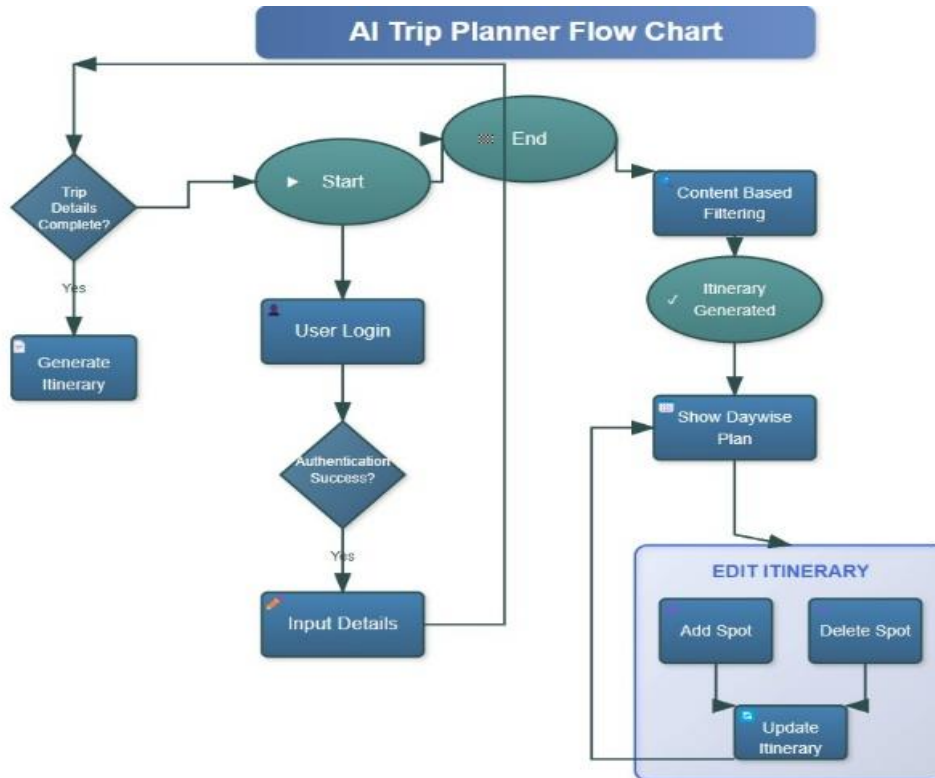 AI Trip Planner Flow Chart
Trip
Details
Complete?
Yes
Generate
Itinerary
Start
User Login
Authentication
Success?
Yes
Input Details
End
Content Based
Filtering
Itinerary
Generated
Show Daywise
Plan
EDIT ITINERARY
Add Spot
Delete Spot
Update
Itinerary